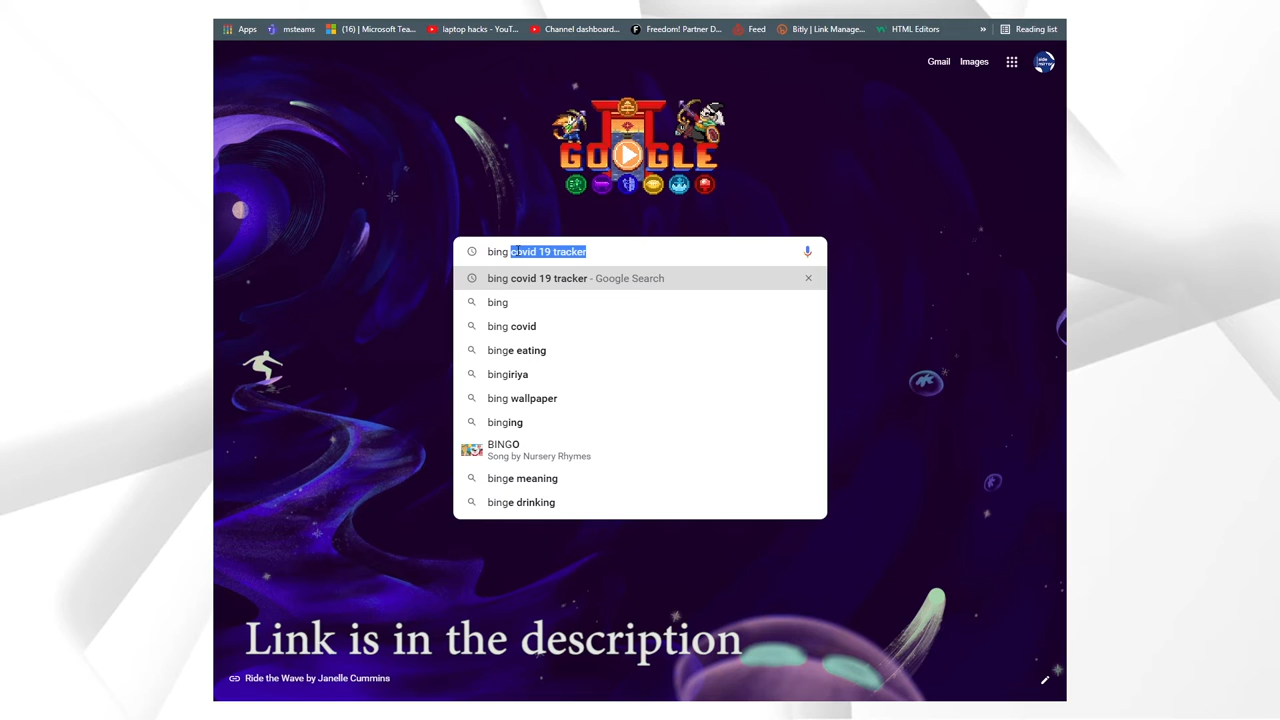 Apps msteams (16) | Microsoft Tea... laptop hacks - YouT... Channel dashboard... Freedom! Partner D... Feed Bitly | Link Manage... HTML Editors » Reading list
Gmail Images
GOOGLE
bing covid 19 tracker
bing covid 19 tracker - Google Search
bing
bing covid
binge eating
bingiriya
bing wallpaper
binging
BINGO
Song by Nursery Rhymes
binge meaning
binge drinking
Link is in the description
Ride the Wave by Janelle Cummins